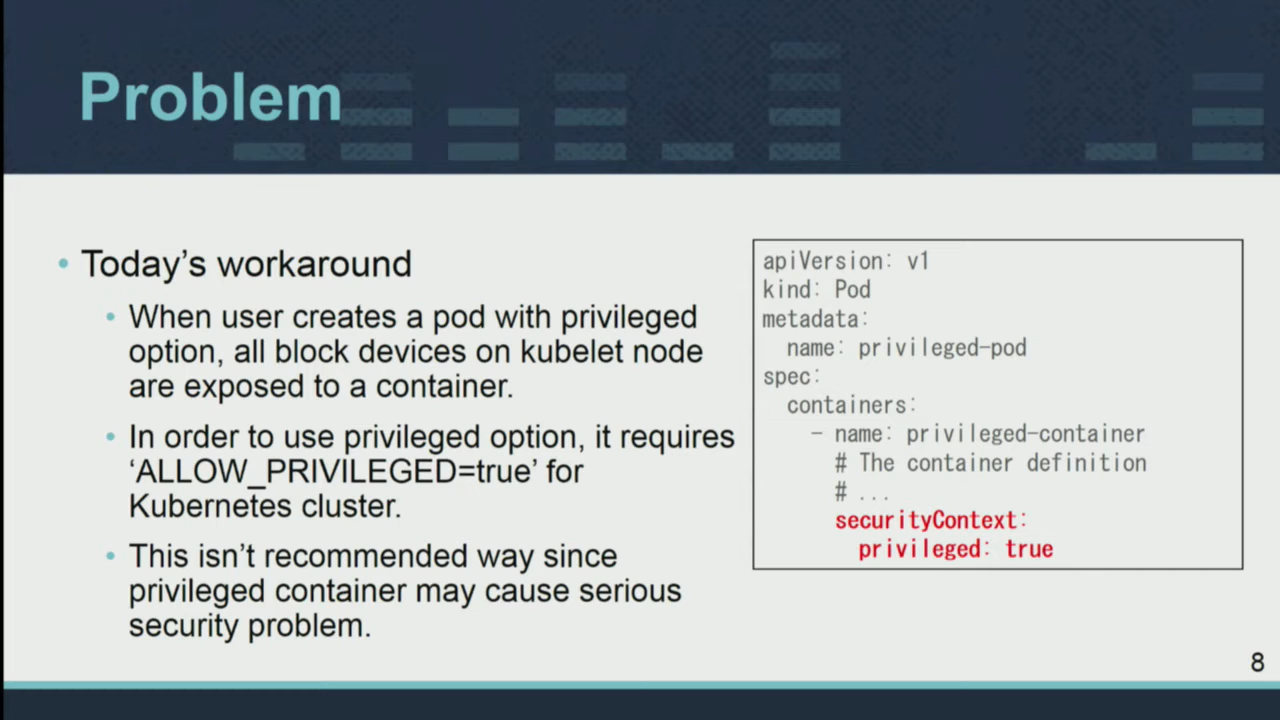 Problem
• Today’s workaround
• When user creates a pod with privileged
option, all block devices on kubelet node
are exposed to a container.
• In order to use privileged option, it requires
‘ALLOW_PRIVILEGED=true’ for
Kubernetes cluster.
• This isn’t recommended way since
privileged container may cause serious
security problem.
apiVersion: v1
kind: Pod
metadata:
  name: privileged-pod
spec:
  containers:
    - name: privileged-container
      # The container definition
      # ...
      securityContext:
        privileged: true
8